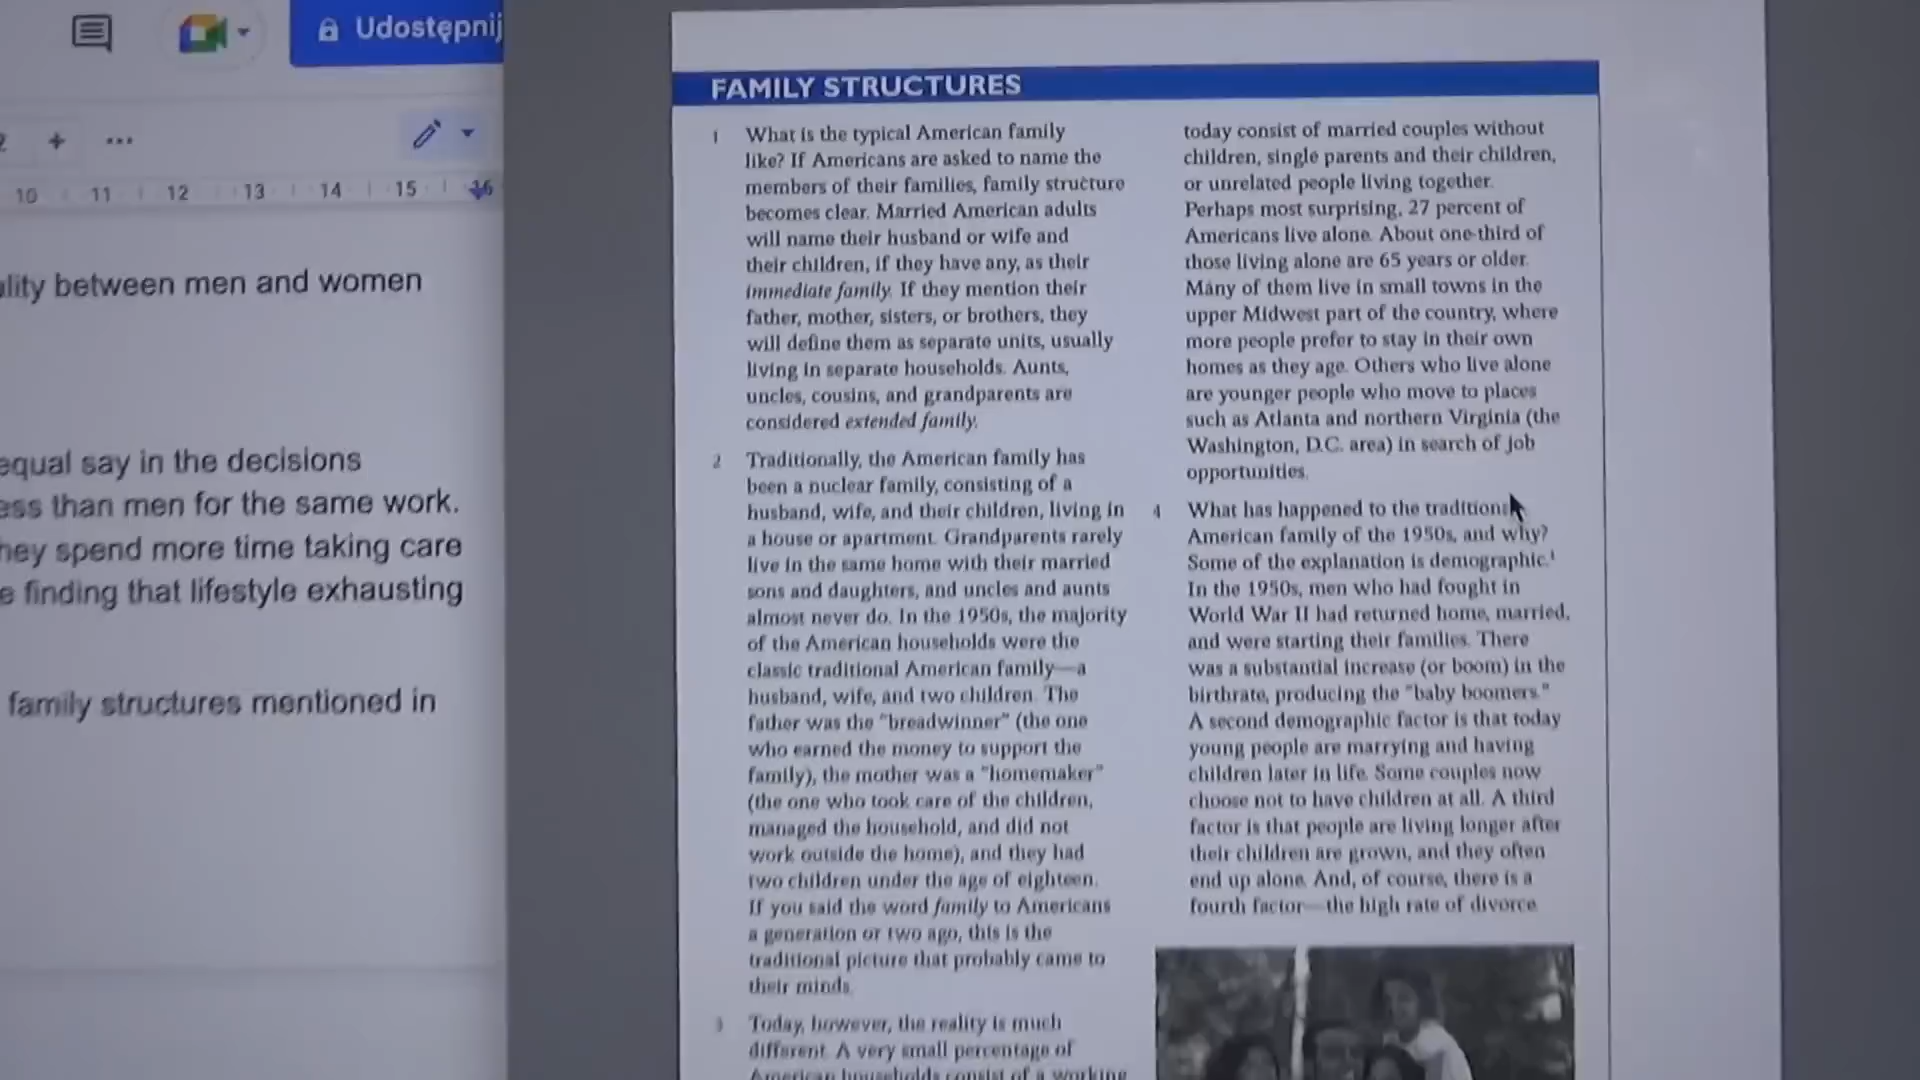 Udostępnij
10 11 12 13 14 15 16
between men and women
equal say in the decisions
than men for the same work.
they spend more time taking care
finding that lifestyle exhausting
family structures mentioned in
FAMILY STRUCTURES
1 What is the typical American family
like? If Americans are asked to name the
members of their families, family structure
becomes clear. Married American adults
will name their husband or wife and
their children, if they have any, as their
immediate family. If they mention their
father, mother, sisters, or brothers, they
will define them as separate units, usually
living in separate households. Aunts,
uncles, cousins, and grandparents are
considered extended family.
2 Traditionally, the American family has
been a nuclear family, consisting of a
husband, wife, and their children, living in
a house or apartment. Grandparents rarely
live in the same home with their married
sons and daughters, and uncles and aunts
almost never do. In the 1950s, the majority
of the American households were the
classic traditional American family—a
husband, wife, and two children. The
father was the "breadwinner" (the one
who earned the money to support the
family), the mother was a "homemaker"
(the one who took care of the children,
managed the household, and did not
work outside the home), and they had
two children under the age of eighteen.
If you said the word family to Americans
a generation or two ago, this is the
traditional picture that probably came to
their minds.
3 Today, however, the reality is much
different. A very small percentage of
American households consist of a working
today consist of married couples without
children, single parents and their children,
or unrelated people living together.
Perhaps most surprising, 27 percent of
Americans live alone. About one-third of
those living alone are 65 years or older.
Many of them live in small towns in the
upper Midwest part of the country, where
more people prefer to stay in their own
homes as they age. Others who live alone
are younger people who move to places
such as Atlanta and northern Virginia (the
Washington, D.C. area) in search of job
opportunities.
4 What has happened to the traditional
American family of the 1950s, and why?
Some of the explanation is demographic.¹
In the 1950s, men who had fought in
World War II had returned home, married,
and were starting their families. There
was a substantial increase (or boom) in the
birthrate, producing the "baby boomers."
A second demographic factor is that today
young people are marrying and having
children later in life. Some couples now
choose not to have children at all. A third
factor is that people are living longer after
their children are grown, and they often
end up alone. And, of course, there is a
fourth factor—the high rate of divorce.